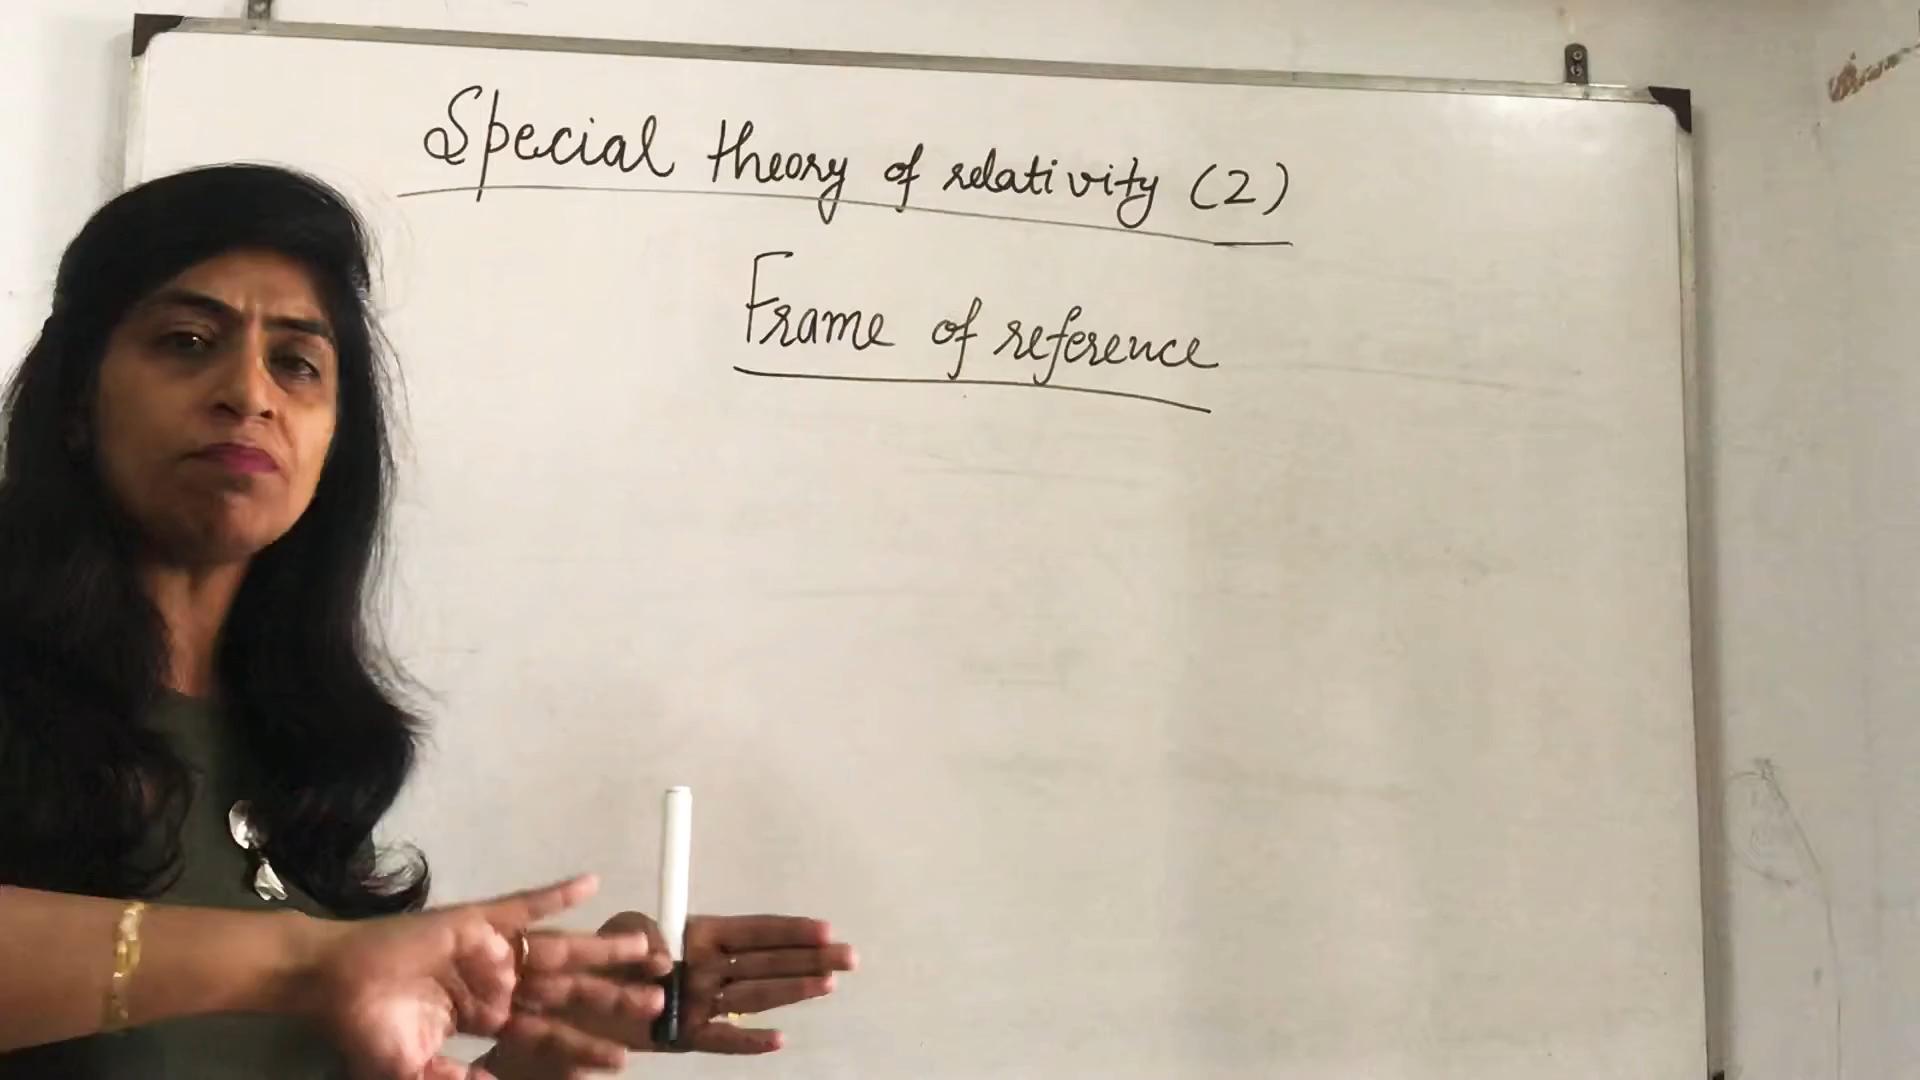 Special theory of relativity (2)
Frame of reference